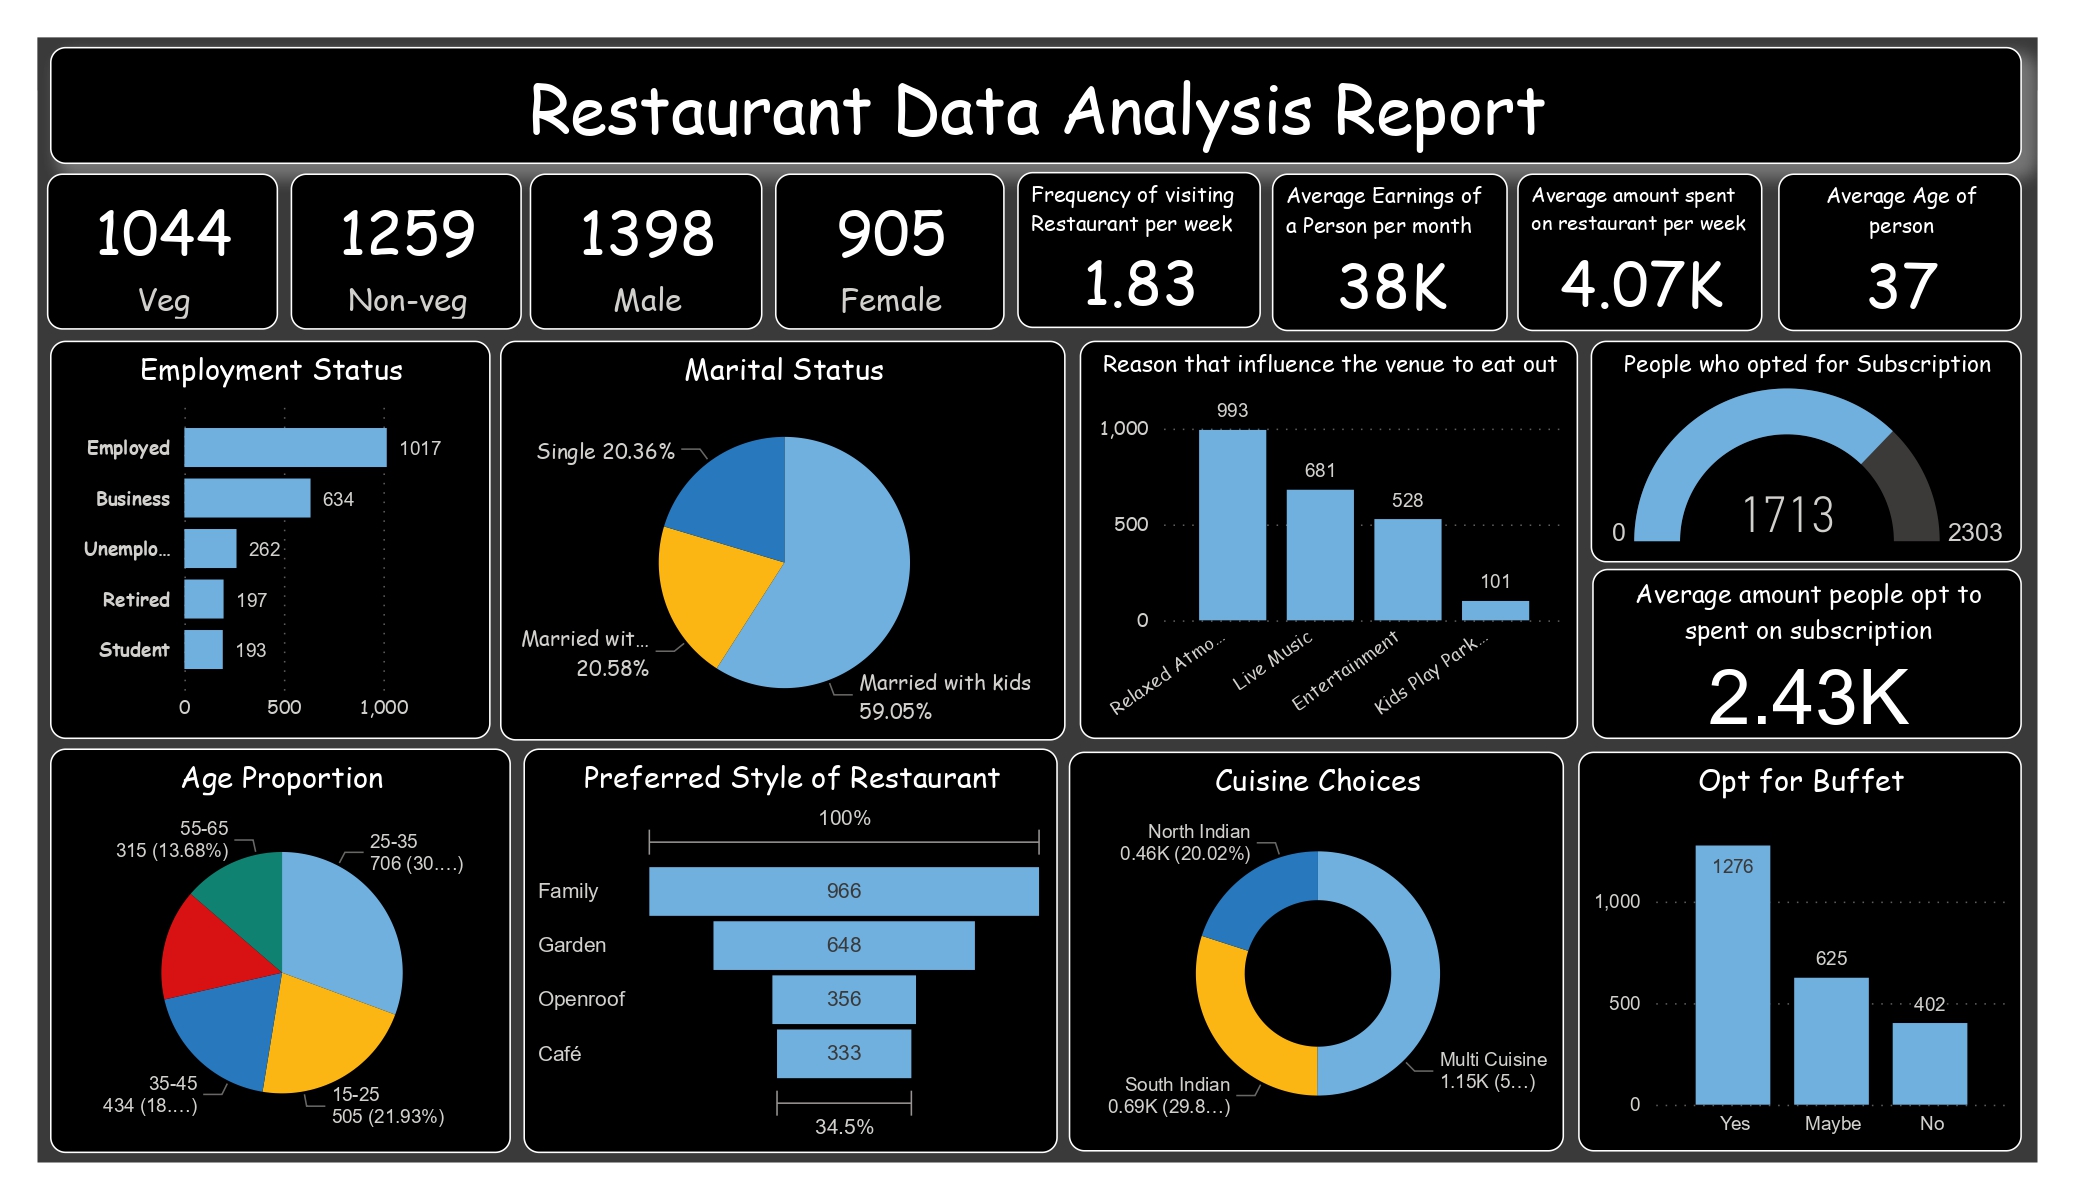 Restaurant Data Analysis Report
1044
Veg
1259
Non-veg
1398
Male
905
Female
Frequency of visiting
Restaurant per week
1.83
Average Earnings of
a Person per month
38K
Average amount spent
on restaurant per week
4.07K
Average Age of
person
37
Employment Status
Employed
1017
Business
634
Unemplo...
262
Retired
197
Student
193
0
500
1,000
Marital Status
Single 20.36%
Married wit...
20.58%
Married with kids
59.05%
Reason that influence the venue to eat out
1,000
500
0
993
681
528
101
Relaxed Atmo...
Live Music
Entertainment
Kids Play Park...
People who opted for Subscription
0
1713
2303
Average amount people opt to
spent on subscription
2.43K
Age Proportion
55-65
315 (13.68%)
25-35
706 (30....)
35-45
434 (18....)
15-25
505 (21.93%)
Preferred Style of Restaurant
100%
Family
966
Garden
648
Openroof
356
Café
333
34.5%
Cuisine Choices
North Indian
0.46K (20.02%)
South Indian
0.69K (29.8...)
Multi Cuisine
1.15K (5...)
Opt for Buffet
1,000
500
0
1276
625
402
Yes
Maybe
No